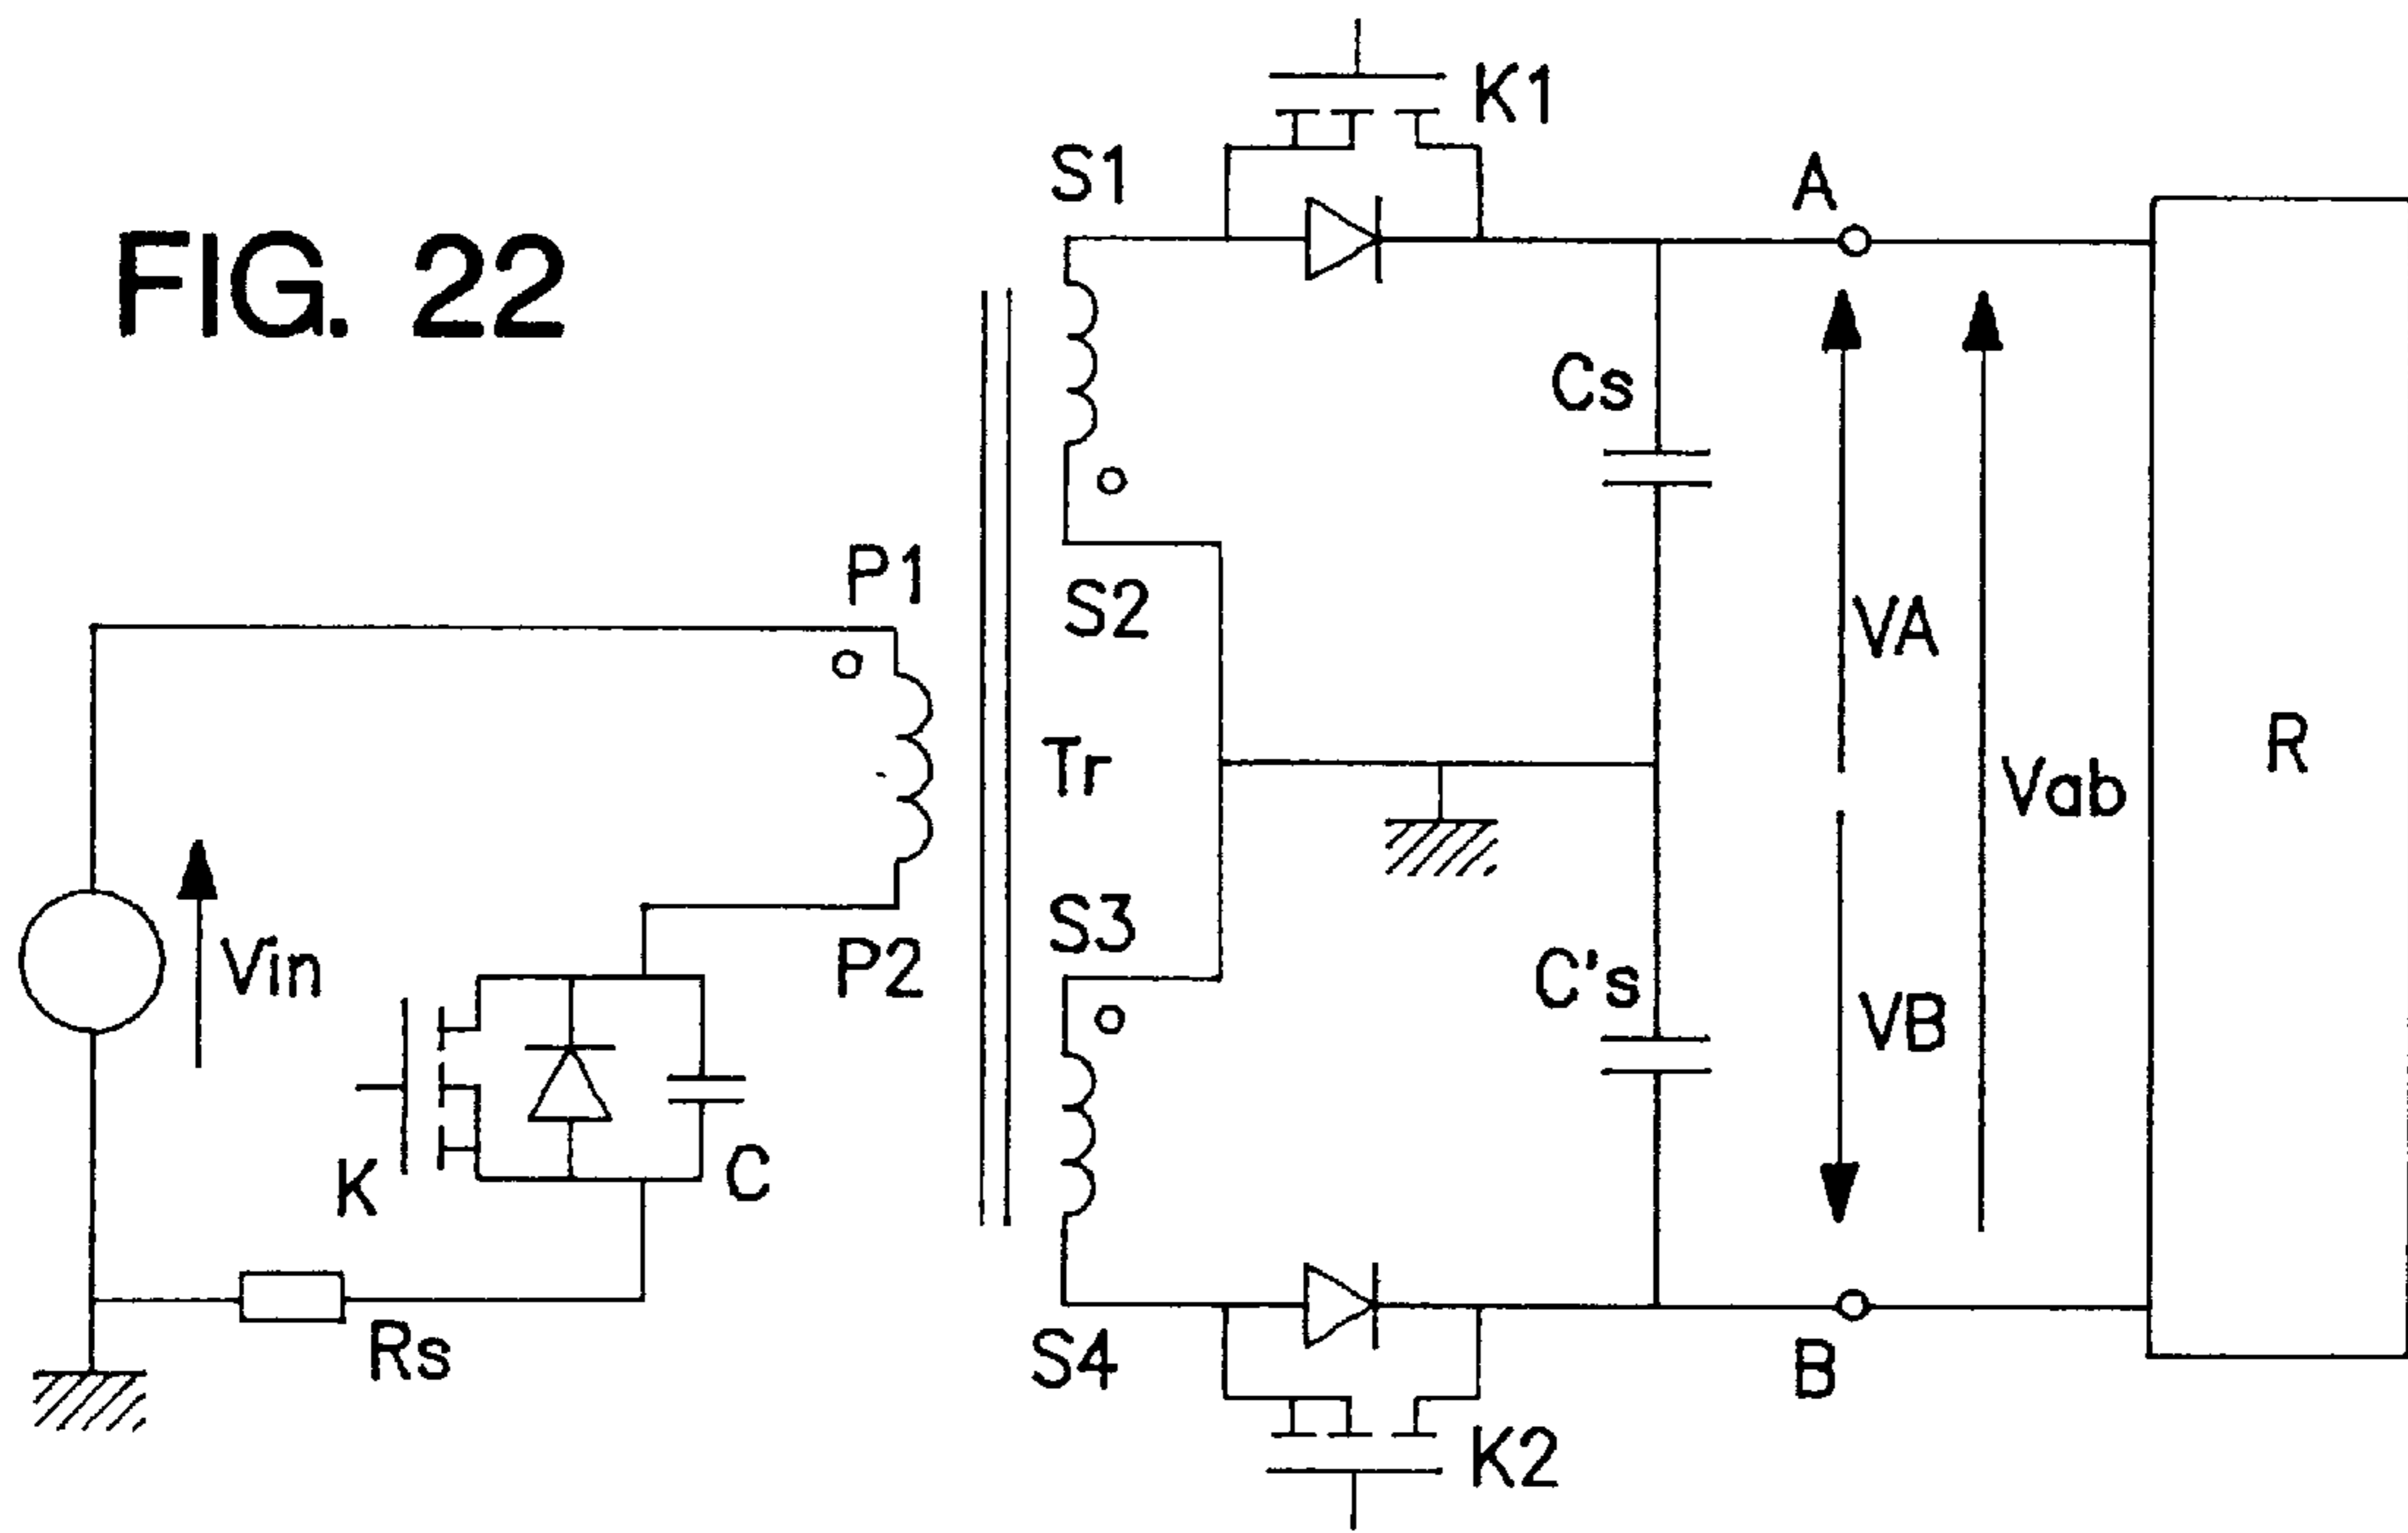 FIG. 22
K1
S1
A
Cs
P1
S2
VA
Tr
R
Vab
Vin
P2
S3
C's
VB
K
C
Rs
S4
B
K2